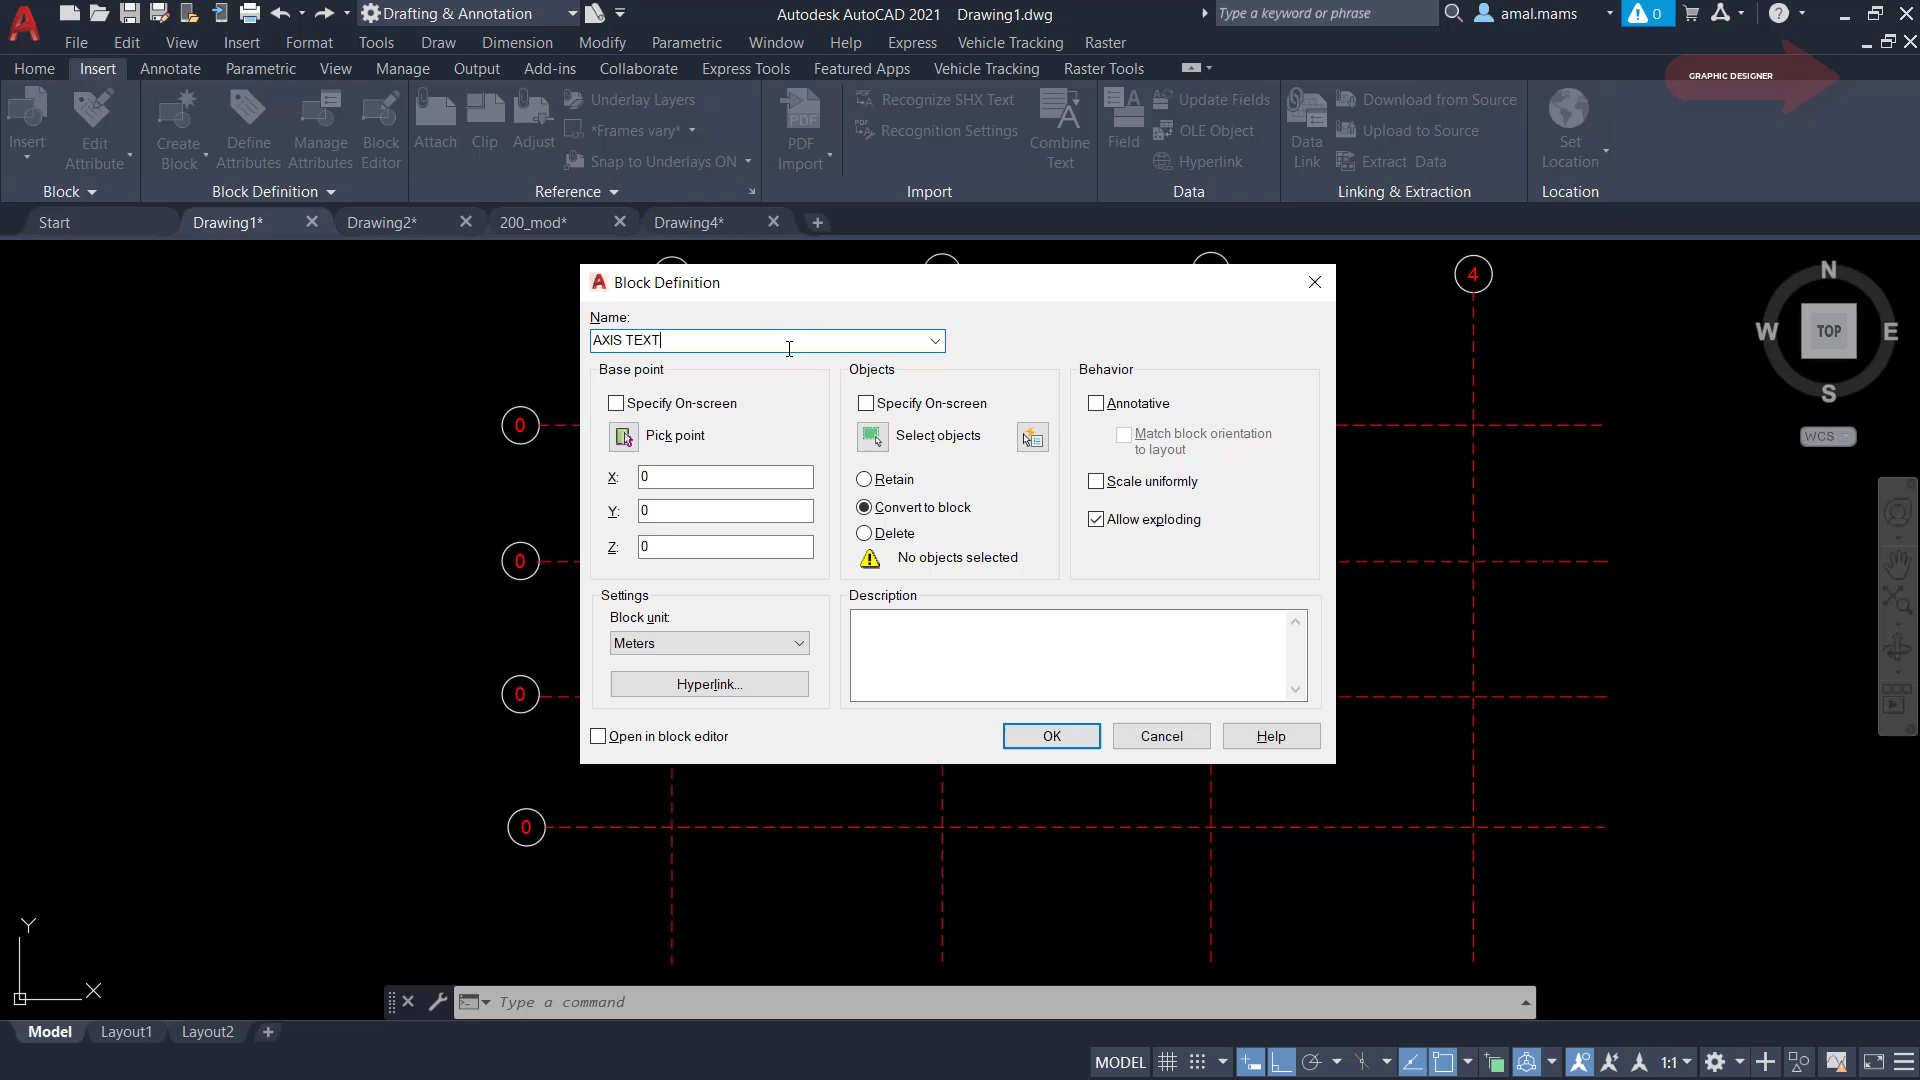 Drafting & Annotation
Autodesk AutoCAD 2021 Drawing1.dwg
Type a keyword or phrase
amal.mams
0
File Edit View Insert Format Tools Draw Dimension Modify Parametric Window Help Express Vehicle Tracking Raster
Home Insert Annotate Parametric View Manage Output Add-ins Collaborate Express Tools Featured Apps Vehicle Tracking Raster Tools
GRAPHIC DESIGNER
Insert
Edit
Attribute
Create
Block
Define
Attributes
Manage
Attributes
Block
Editor
Attach
Clip
Adjust
Underlay Layers
*Frames vary*
Snap to Underlays ON
PDF
PDF
Import
Recognize SHX Text
Recognition Settings
Combine
Text
Field
Update Fields
OLE Object
Hyperlink
Data
Link
Download from Source
Upload to Source
Extract Data
Set
Location
Block
Block Definition
Reference
Import
Data
Linking & Extraction
Location
Start
Drawing1*
Drawing2*
200_mod*
Drawing4*
Block Definition
Name:
AXIS TEXT
Base point
Specify On-screen
Pick point
X: 0
Y: 0
Z: 0
Objects
Specify On-screen
Select objects
Retain
Convert to block
Delete
No objects selected
Behavior
Annotative
Match block orientation
to layout
Scale uniformly
Allow exploding
Settings
Block unit:
Meters
Hyperlink...
Description
Open in block editor
OK
Cancel
Help
4
0
0
0
0
N
W
TOP
E
S
WCS
Y
X
Type a command
Model
Layout1
Layout2
MODEL
1:1